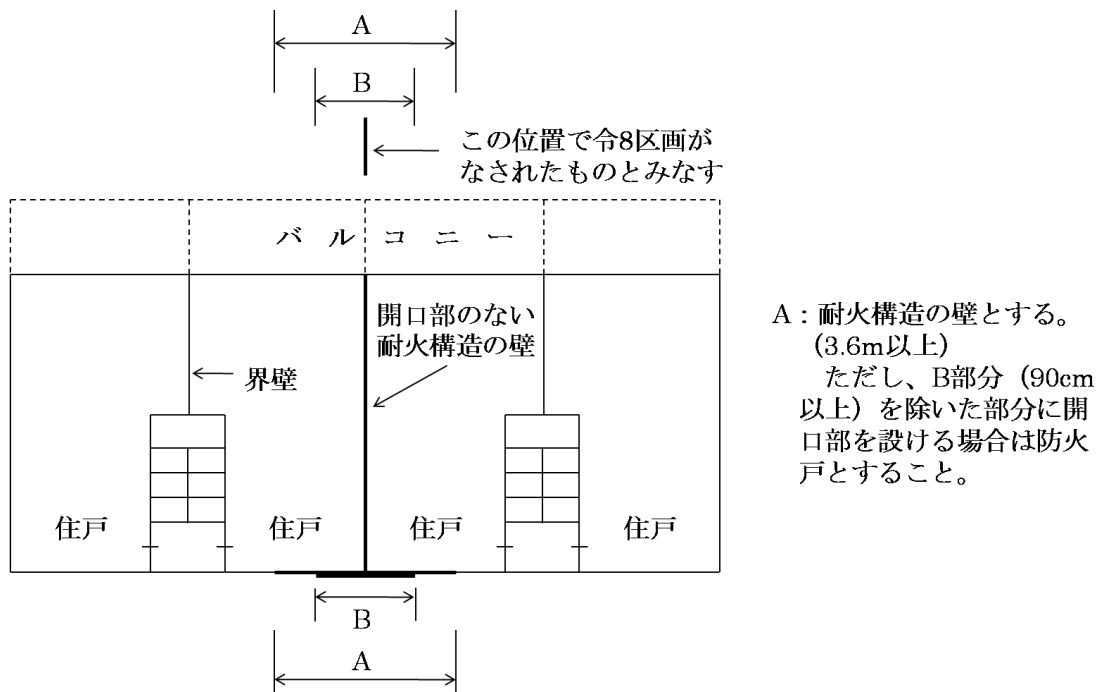 A
B
この位置で令8区画が
なされたものとみなす
バルコニー
開口部のない
耐火構造の壁
界壁
住戸
住戸
住戸
住戸
B
A
A：耐火構造の壁とする。
(3.6m以上)
ただし、B部分（90cm
以上）を除いた部分に開
口部を設ける場合は防火
戸とすること。